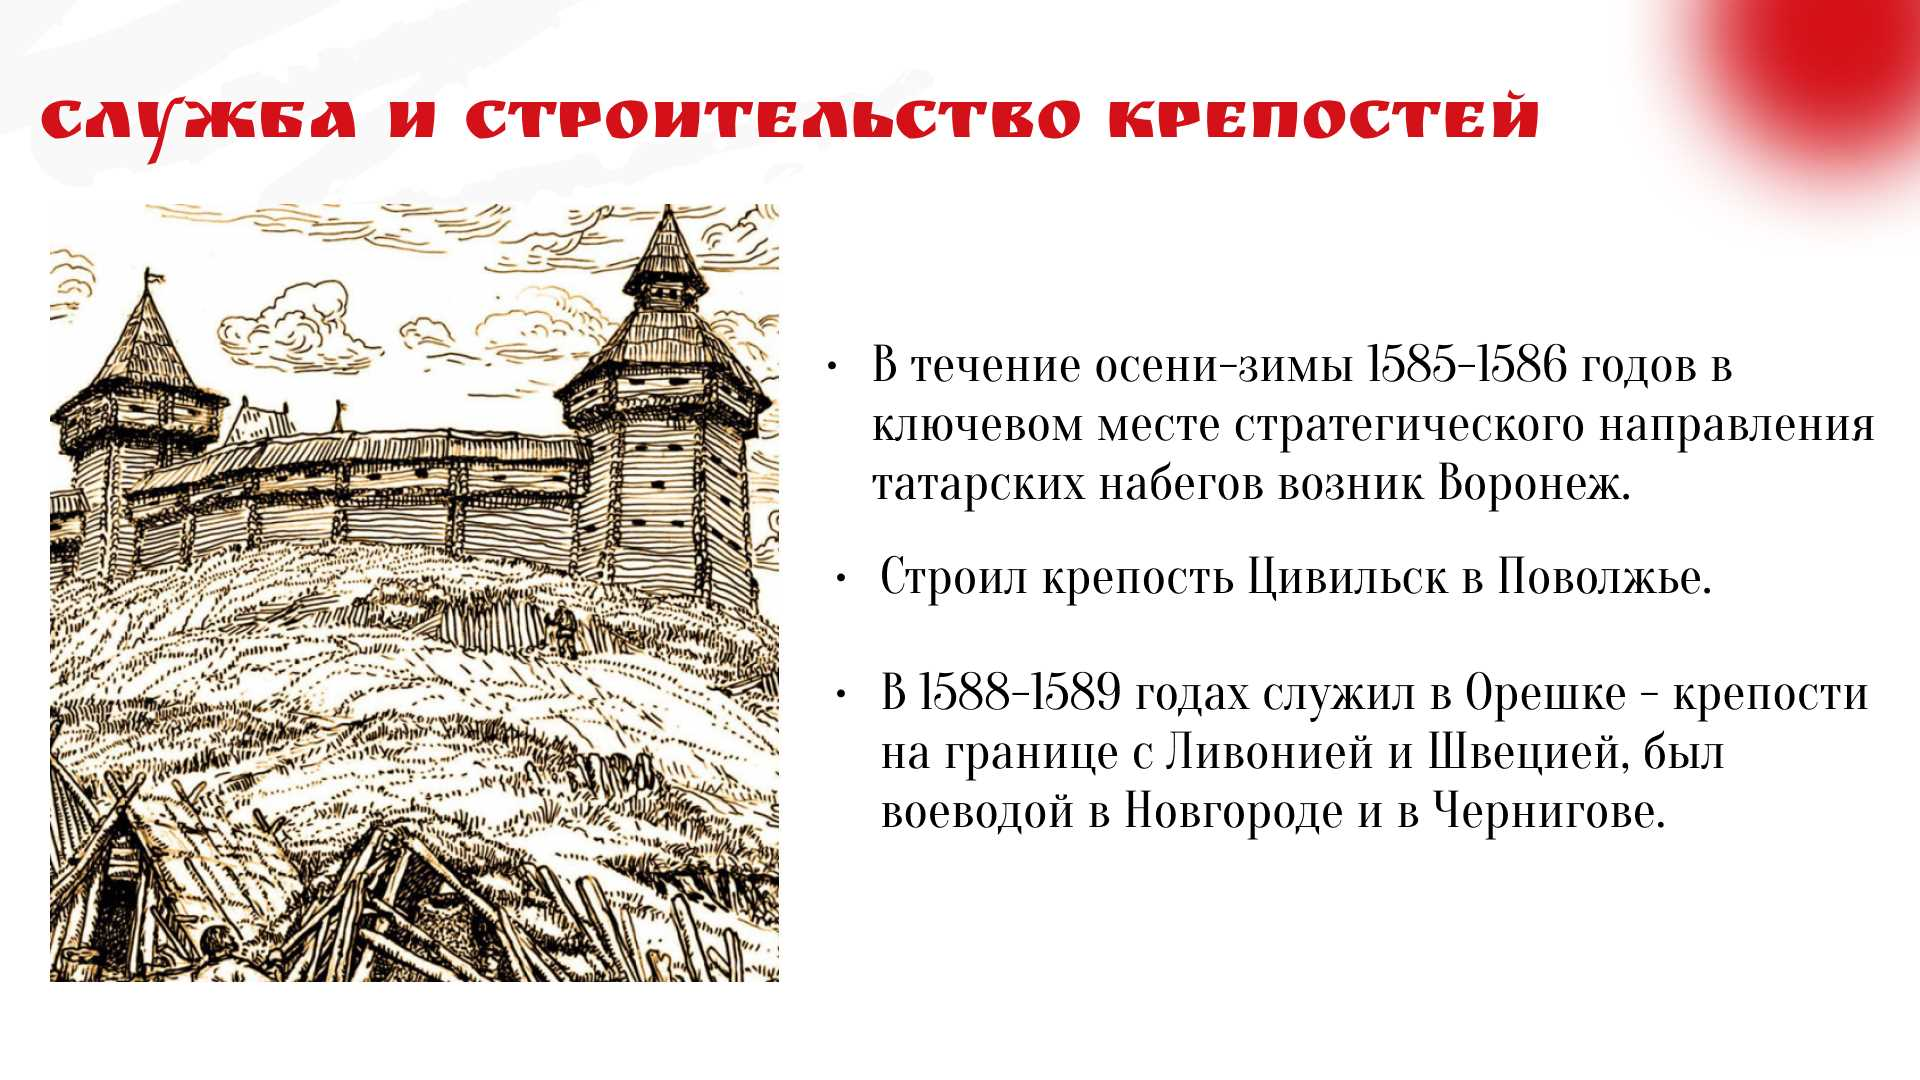 служба и строительство крепостей
• В течение осени-зимы 1585-1586 годов в
ключевом месте стратегического направления
татарских набегов возник Воронеж.
• Строил крепость Цивильск в Поволжье.
• В 1588-1589 годах служил в Орешке - крепости
на границе с Ливонией и Швецией, был
воеводой в Новгороде и в Чернигове.